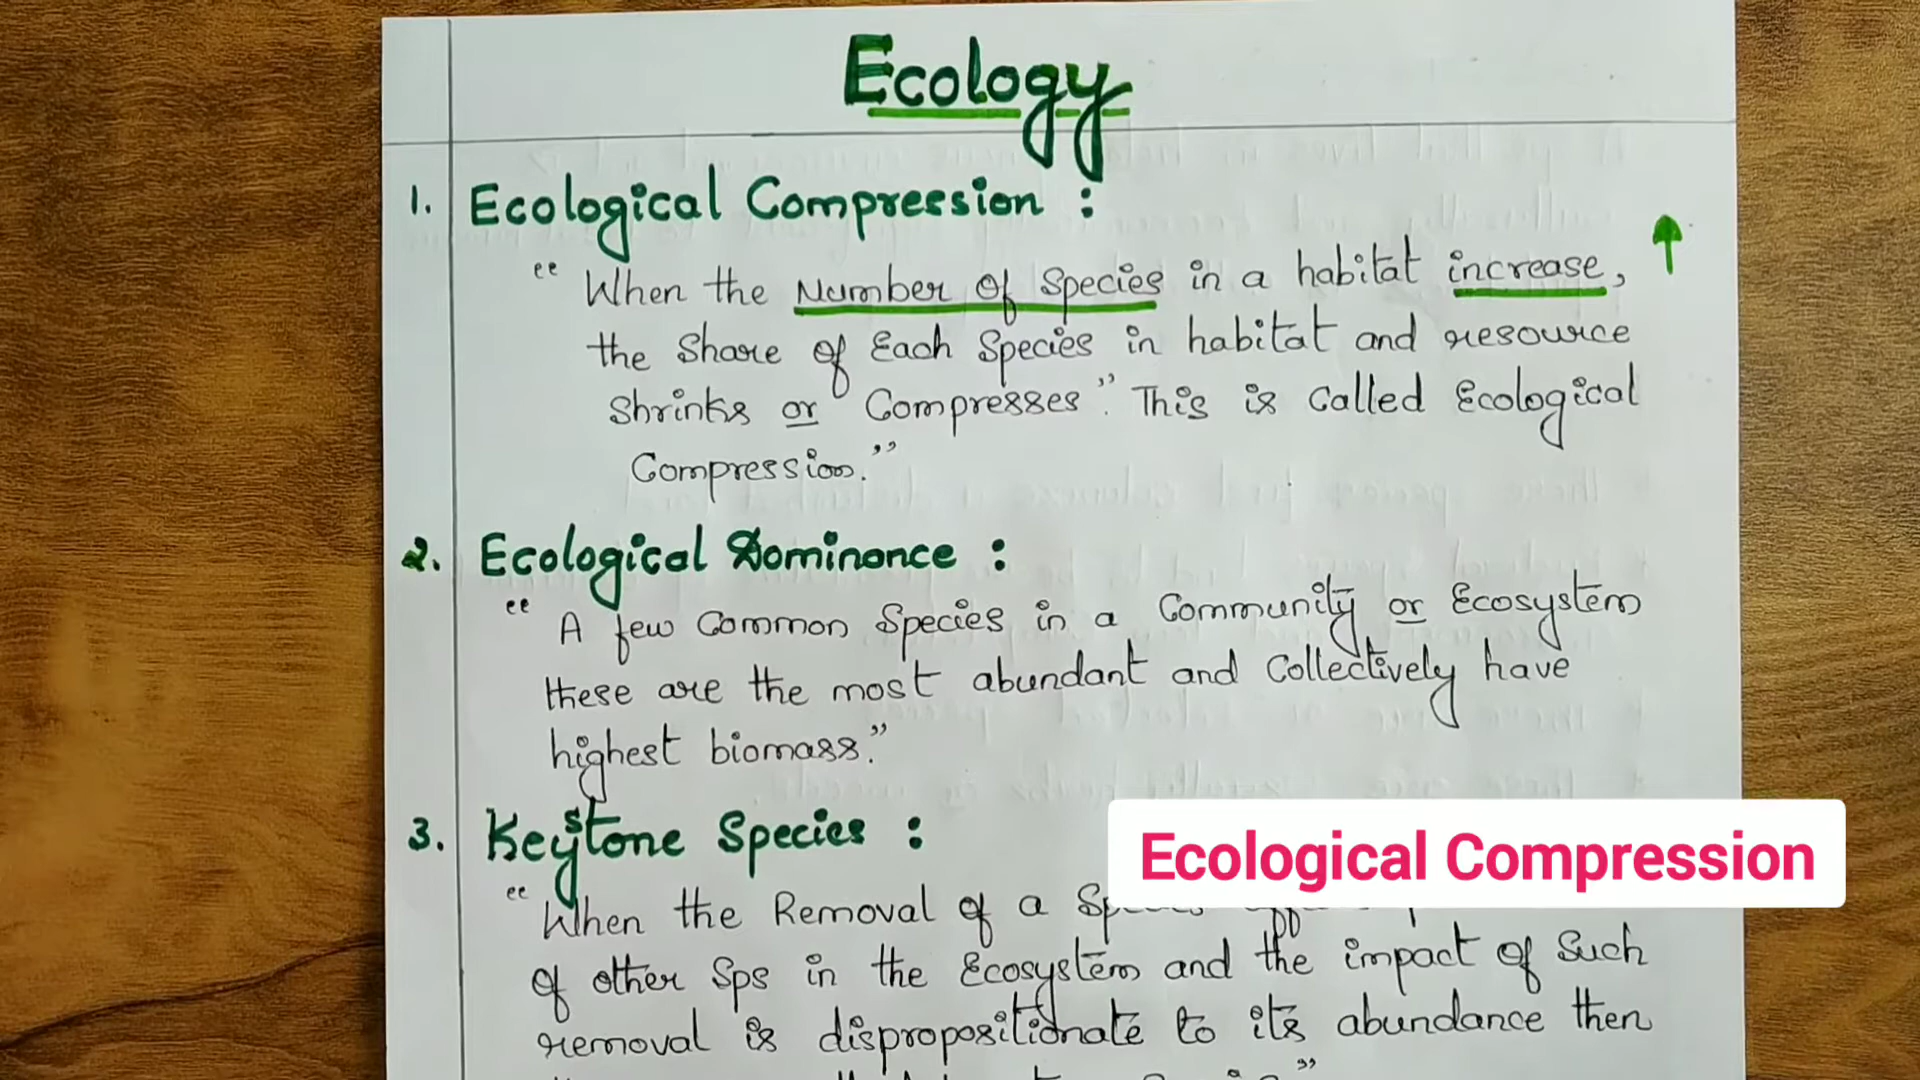 Ecology
1. Ecological Compression :
“ When the Number of Species in a habitat increase, ↑
the Share of Each Species in habitat and resource
Shrinks or “Compresses”. This is Called Ecological
Compression.”
2. Ecological Dominance :
“ A few Common Species in a Community or Ecosystem
these are the most abundant and Collectively have
highest biomass.”
3. Keystone Species :
Ecological Compression
“ When the Removal of a
of other Sps in the Ecosystem and the impact of Such
removal is dispropositionate to its abundance then